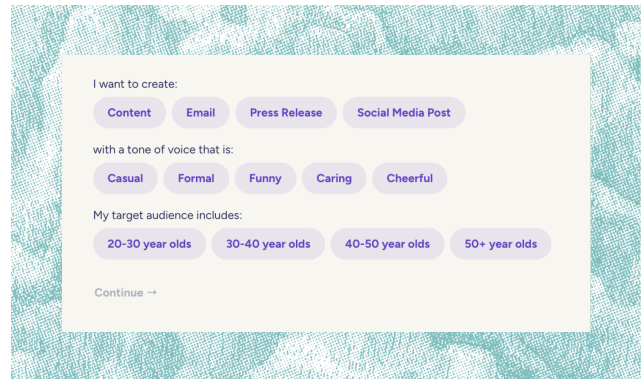 I want to create:
Content Email Press Release Social Media Post
with a tone of voice that is:
Casual Formal Funny Caring Cheerful
My target audience includes:
20-30 year olds 30-40 year olds 40-50 year olds 50+ year olds
Continue →